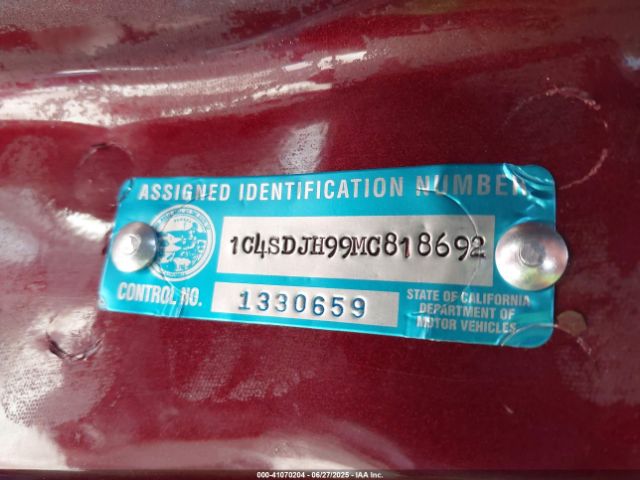 ASSIGNED IDENTIFICATION NUMBER
1C4SDJH99MC818692
CONTROL NO.
1330659
STATE OF CALIFORNIA
DEPARTMENT OF
MOTOR VEHICLES
000-41070204 - 06/27/2025 - IAA Inc.